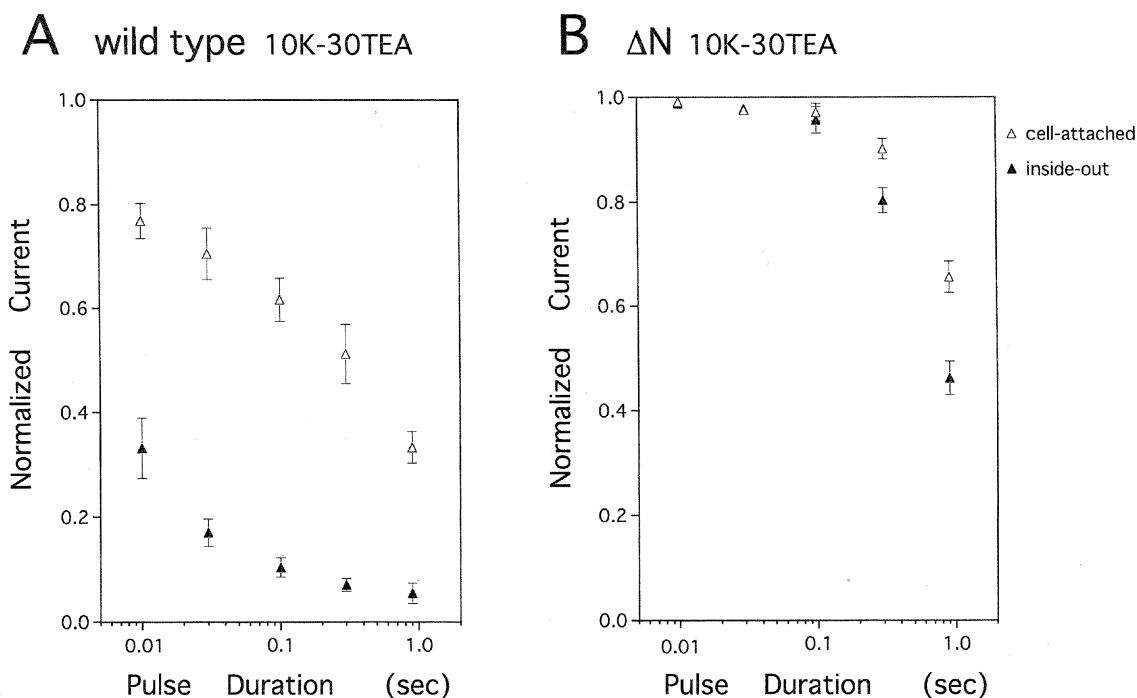 A wild type 10K-30TEA
1.0
0.8
0.6
0.4
0.2
0.0
Normalized Current
0.01 0.1 1.0
Pulse Duration (sec)
B ΔN 10K-30TEA
1.0
0.8
0.6
0.4
0.2
0.0
Normalized Current
0.01 0.1 1.0
Pulse Duration (sec)
cell-attached
inside-out